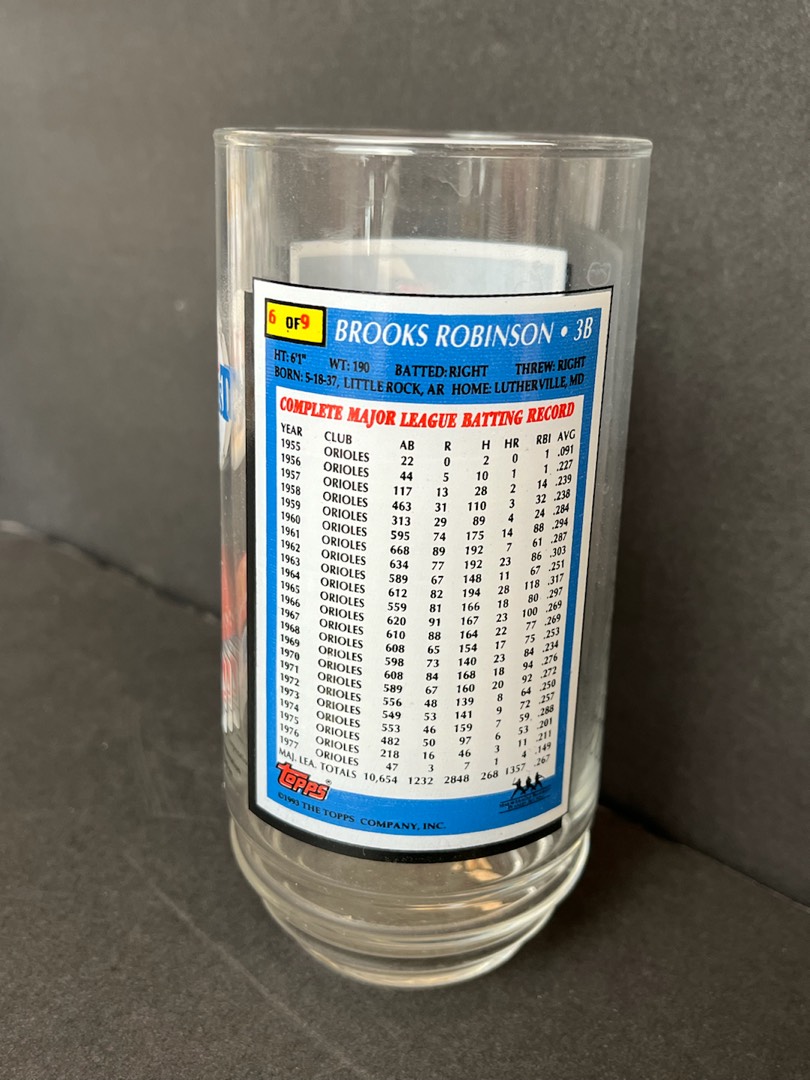 6 OF 9 BROOKS ROBINSON • 3B
HT: 6'1" WT: 190 BATTED: RIGHT THREW: RIGHT
BORN: 5-18-37, LITTLE ROCK, AR HOME: LUTHERVILLE, MD
COMPLETE MAJOR LEAGUE BATTING RECORD
YEAR CLUB AB R H HR RBI AVG
1955 ORIOLES 22 0 2 0 1 .091
1956 ORIOLES 44 5 10 1 1 .227
1957 ORIOLES 117 13 28 2 14 .239
1958 ORIOLES 463 31 110 3 32 .238
1959 ORIOLES 313 29 89 4 24 .284
1960 ORIOLES 595 74 175 14 88 .294
1961 ORIOLES 668 89 192 7 61 .287
1962 ORIOLES 634 77 192 23 86 .303
1963 ORIOLES 589 67 148 11 67 .251
1964 ORIOLES 612 82 194 28 118 .317
1965 ORIOLES 559 81 166 18 80 .297
1966 ORIOLES 620 91 167 23 100 .269
1967 ORIOLES 610 88 164 22 77 .269
1968 ORIOLES 608 65 154 17 75 .253
1969 ORIOLES 598 73 140 23 84 .234
1970 ORIOLES 608 84 168 18 94 .276
1971 ORIOLES 589 67 160 20 92 .272
1972 ORIOLES 556 48 139 8 64 .250
1973 ORIOLES 549 53 141 9 72 .257
1974 ORIOLES 553 46 159 7 59 .288
1975 ORIOLES 482 50 97 6 53 .201
1976 ORIOLES 218 16 46 3 11 .211
1977 ORIOLES 47 3 7 1 4 .149
MAJ. LEA. TOTALS 10,654 1232 2848 268 1357 .267
TOPPS ®
©1993 THE TOPPS COMPANY, INC.